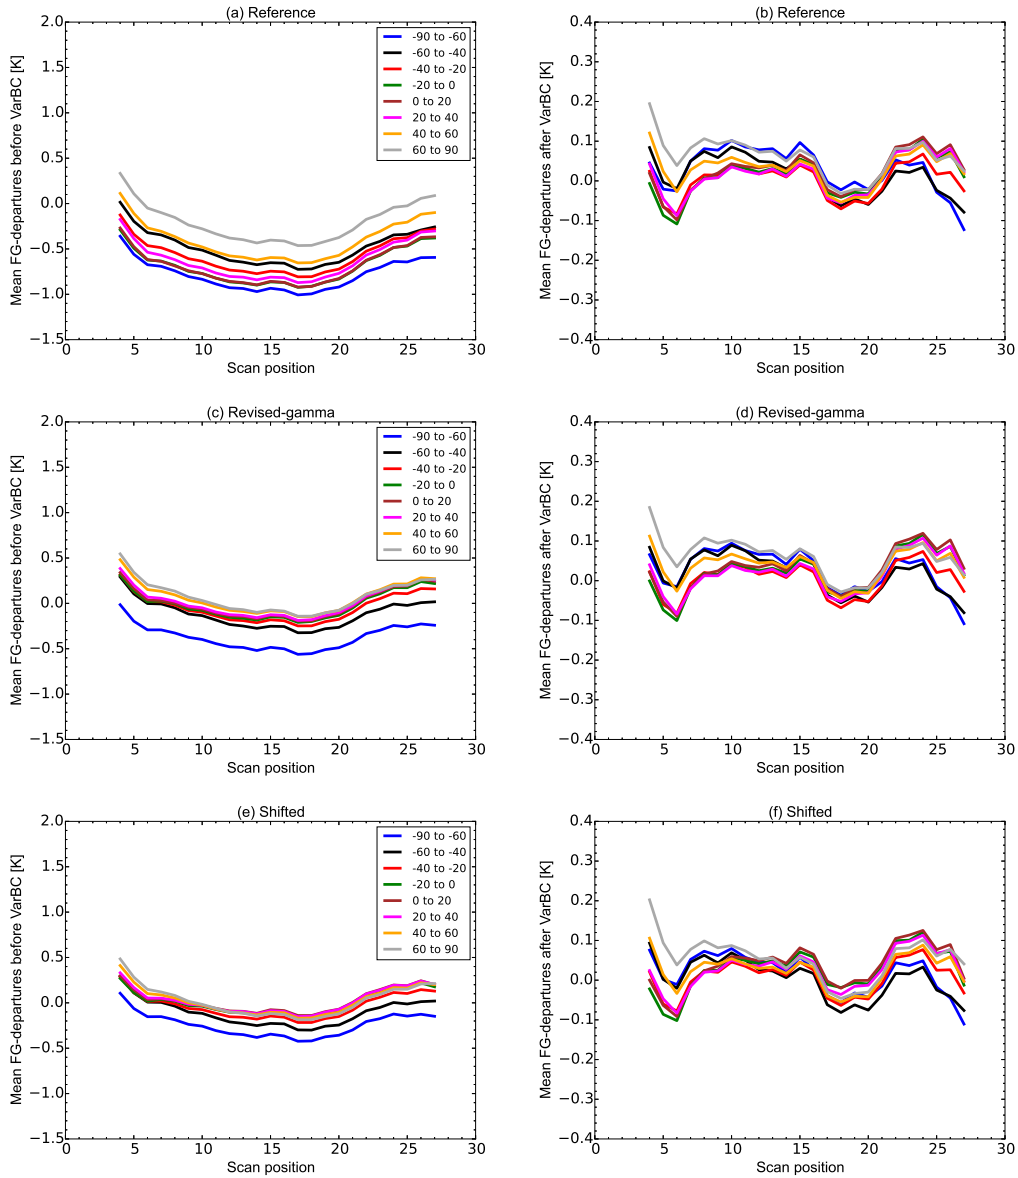 (a) Reference
Mean FG-departures before VarBC [K]
2.0
1.5
1.0
0.5
0.0
−0.5
−1.0
−1.5
0 5 10 15 20 25 30
Scan position
-90 to -60
-60 to -40
-40 to -20
-20 to 0
0 to 20
20 to 40
40 to 60
60 to 90
(b) Reference
Mean FG-departures after VarBC [K]
0.4
0.3
0.2
0.1
0.0
−0.1
−0.2
−0.3
−0.4
0 5 10 15 20 25 30
Scan position
(c) Revised-gamma
Mean FG-departures before VarBC [K]
2.0
1.5
1.0
0.5
0.0
−0.5
−1.0
−1.5
0 5 10 15 20 25 30
Scan position
-90 to -60
-60 to -40
-40 to -20
-20 to 0
0 to 20
20 to 40
40 to 60
60 to 90
(d) Revised-gamma
Mean FG-departures after VarBC [K]
0.4
0.3
0.2
0.1
0.0
−0.1
−0.2
−0.3
−0.4
0 5 10 15 20 25 30
Scan position
(e) Shifted
Mean FG-departures before VarBC [K]
2.0
1.5
1.0
0.5
0.0
−0.5
−1.0
−1.5
0 5 10 15 20 25 30
Scan position
-90 to -60
-60 to -40
-40 to -20
-20 to 0
0 to 20
20 to 40
40 to 60
60 to 90
(f) Shifted
Mean FG-departures after VarBC [K]
0.4
0.3
0.2
0.1
0.0
−0.1
−0.2
−0.3
−0.4
0 5 10 15 20 25 30
Scan position